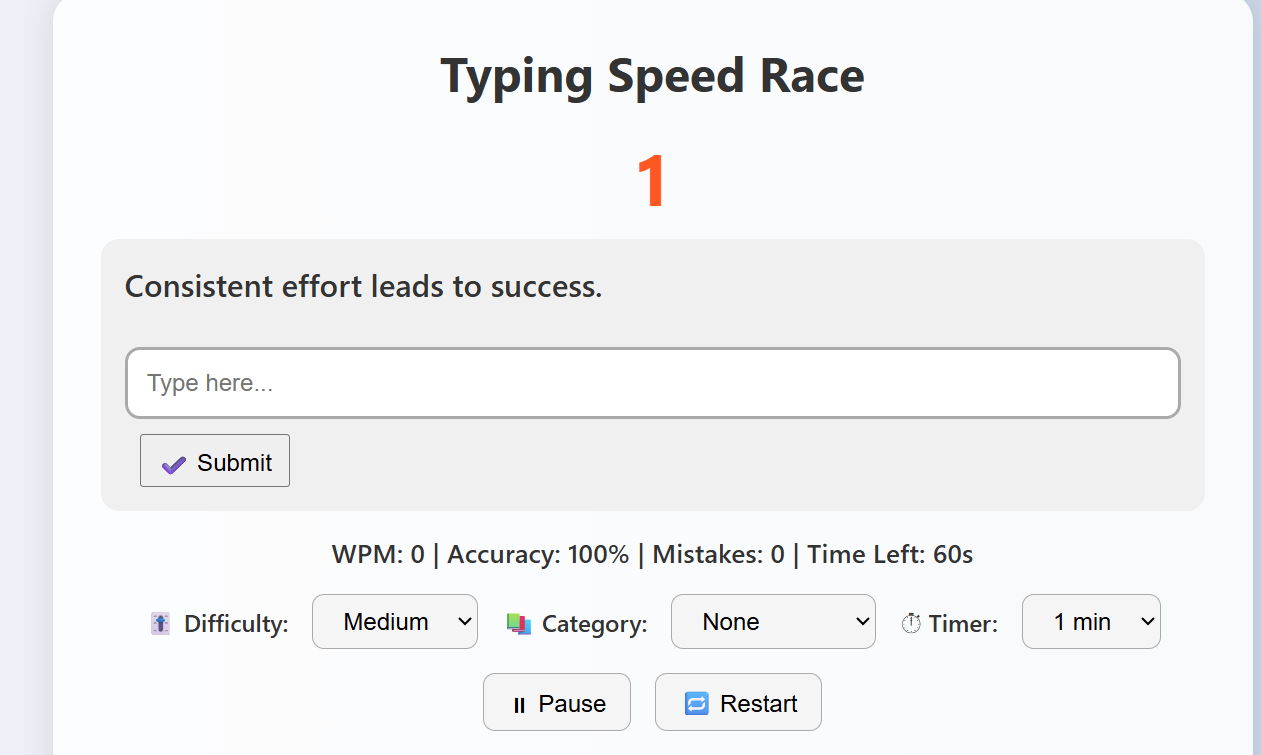 Typing Speed Race
1
Consistent effort leads to success.
Type here...
Submit
WPM: 0 | Accuracy: 100% | Mistakes: 0 | Time Left: 60s
Difficulty: Medium Category: None Timer: 1 min
Pause Restart